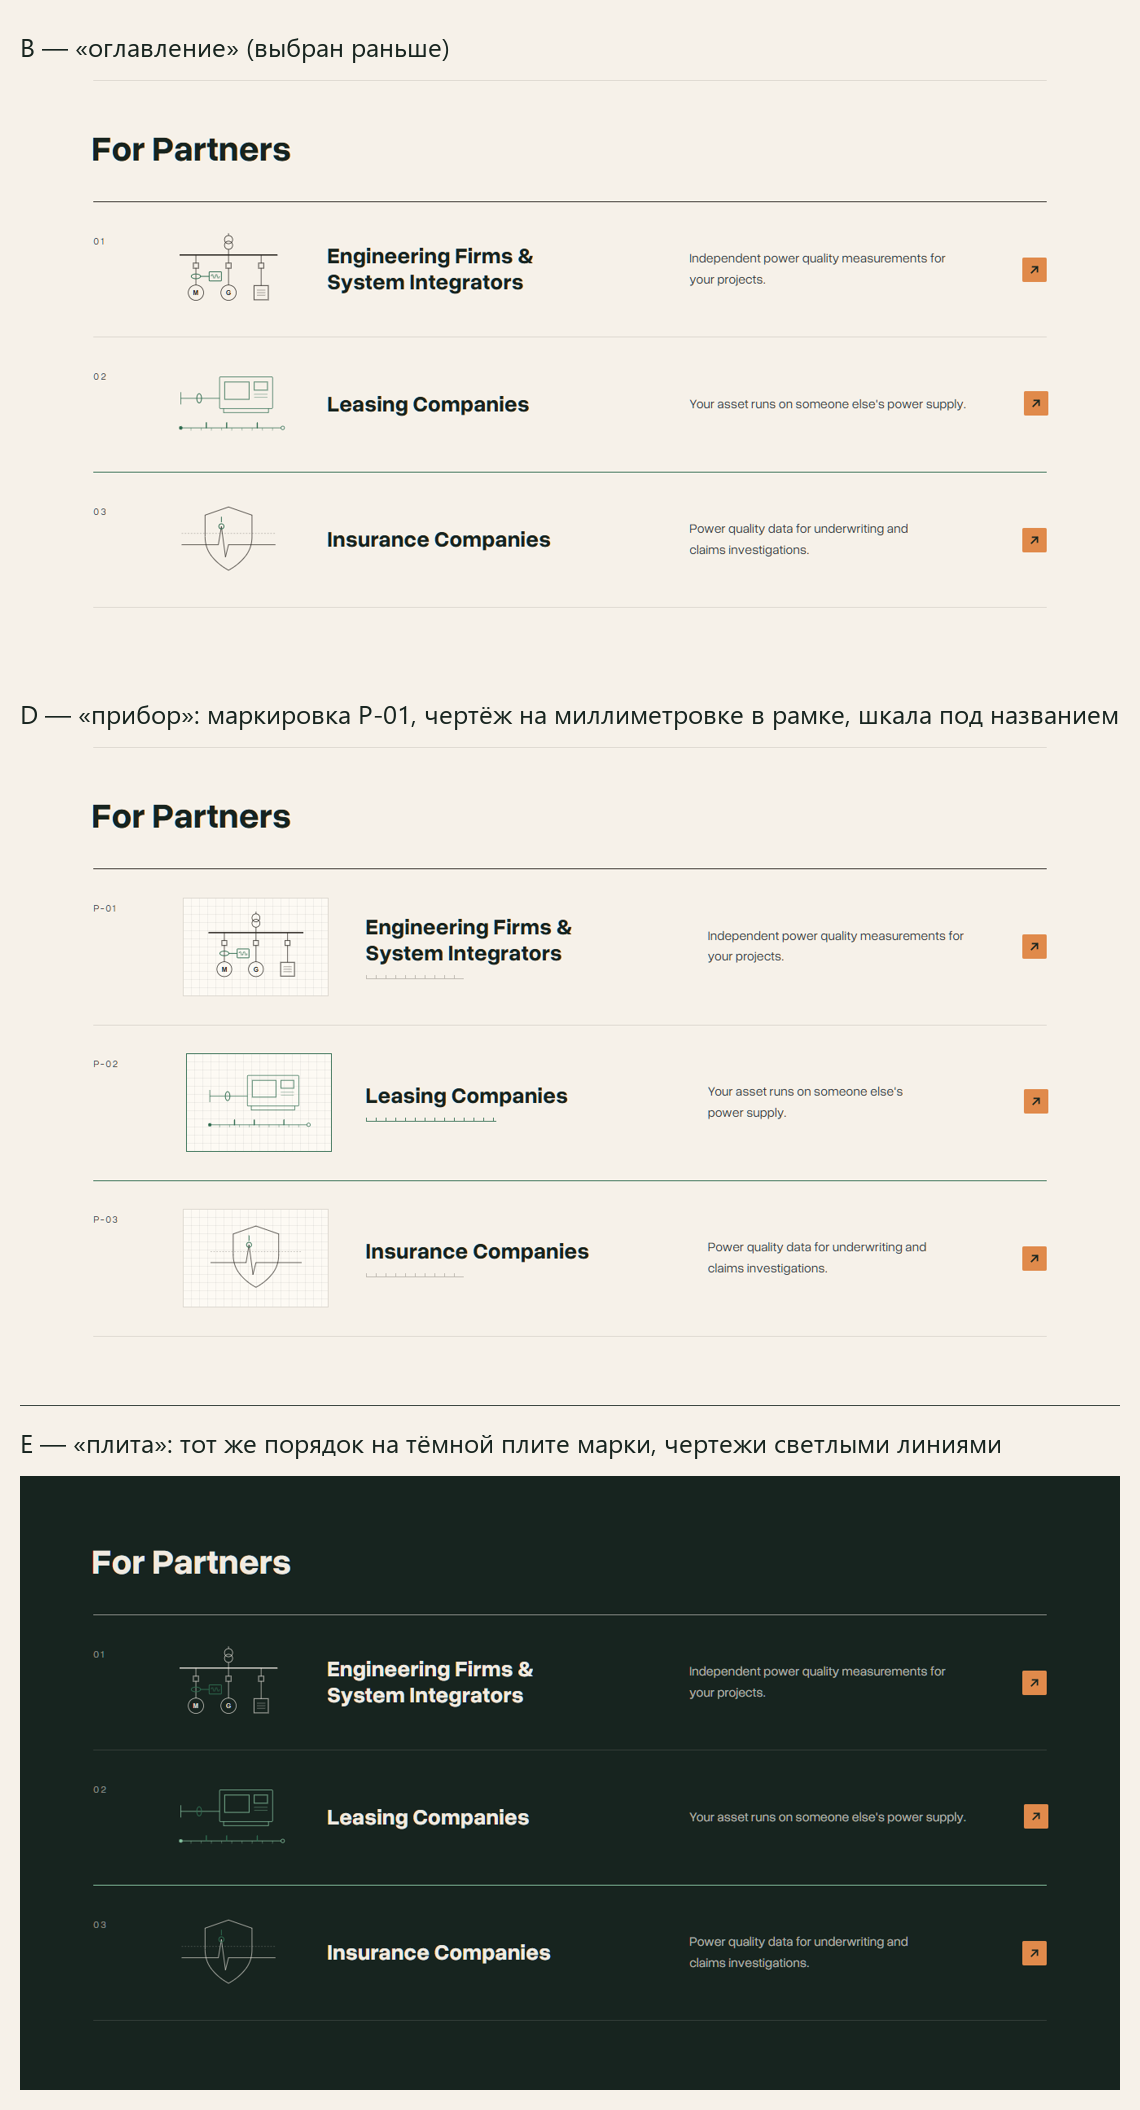 B — «оглавление» (выбран раньше)
For Partners
01
M G
Engineering Firms &
System Integrators
Independent power quality measurements for
your projects.
02
Leasing Companies
Your asset runs on someone else's power supply.
03
Insurance Companies
Power quality data for underwriting and
claims investigations.
D — «прибор»: маркировка P-01, чертёж на миллиметровке в рамке, шкала под названием
For Partners
P-01
M G
Engineering Firms &
System Integrators
Independent power quality measurements for
your projects.
P-02
Leasing Companies
Your asset runs on someone else's
power supply.
P-03
Insurance Companies
Power quality data for underwriting and
claims investigations.
E — «плита»: тот же порядок на тёмной плите марки, чертежи светлыми линиями
For Partners
01
M G
Engineering Firms &
System Integrators
Independent power quality measurements for
your projects.
02
Leasing Companies
Your asset runs on someone else's power supply.
03
Insurance Companies
Power quality data for underwriting and
claims investigations.